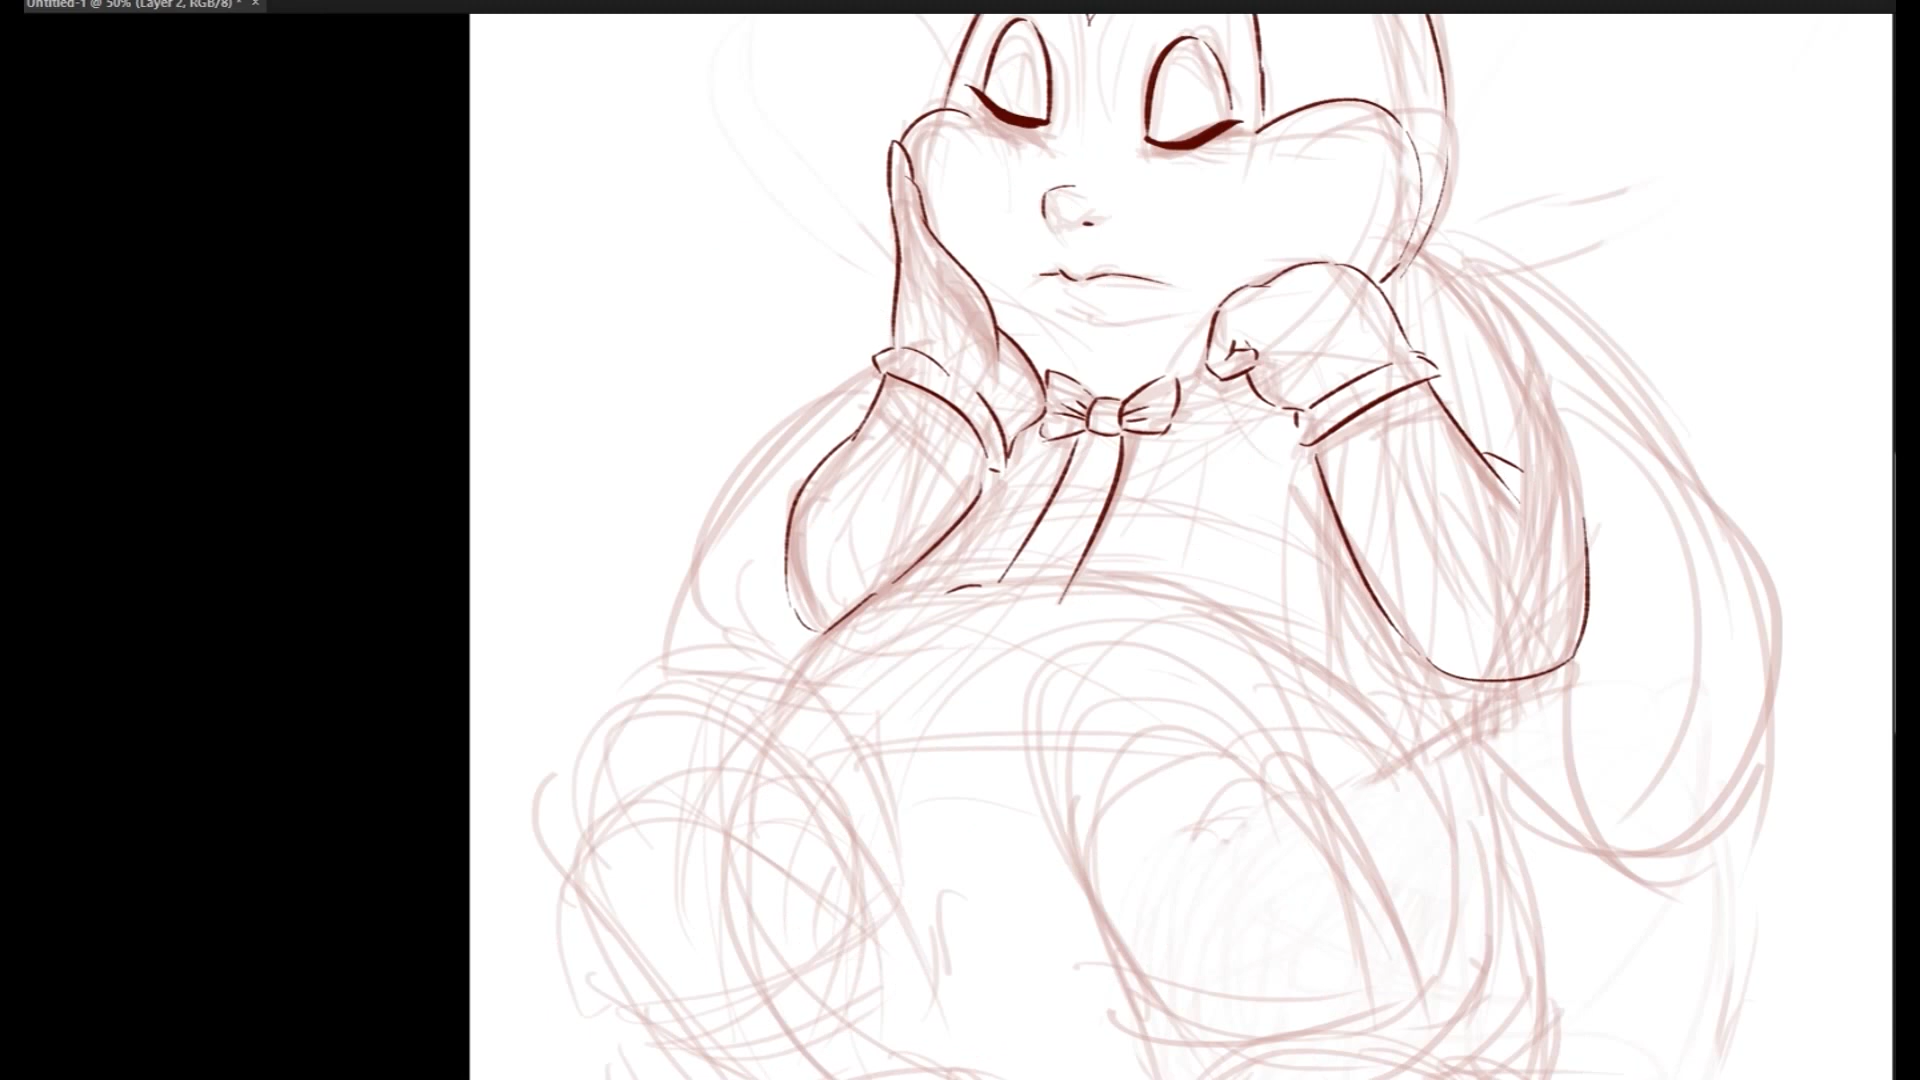 Untitled-1 @ 50% (Layer 2, RGB/8) * ×